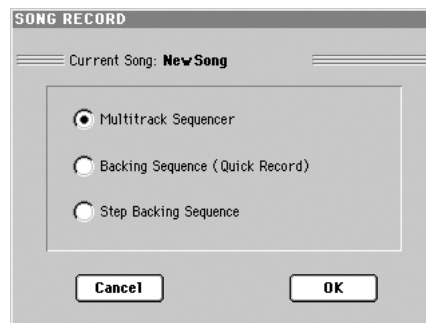 SONG RECORD
Current Song: NewSong
Multitrack Sequencer
Backing Sequence (Quick Record)
Step Backing Sequence
Cancel OK